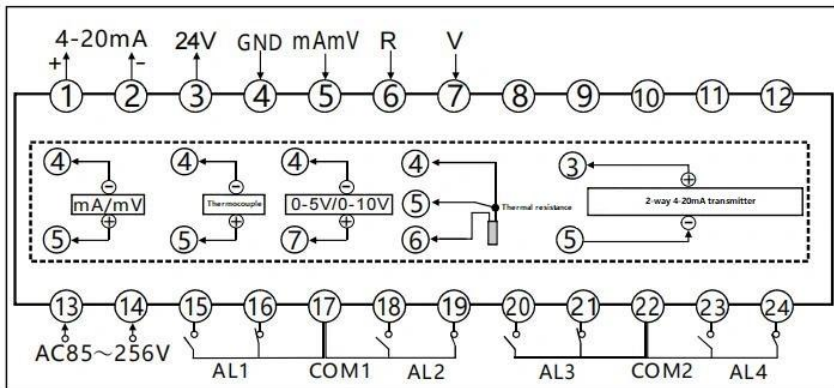 4-20mA 24V GND mAmV R V
+ −
1 2 3 4 5 6 7 8 9 10 11 12
4 4 4 4 3
− − − +
mA/mV Thermocouple 0-5V/0-10V 5 Thermal resistance 2-way 4-20mA transmitter
+ + + −
5 5 7 6 5
13 14 15 16 17 18 19 20 21 22 23 24
AC85~256V AL1 COM1 AL2 AL3 COM2 AL4